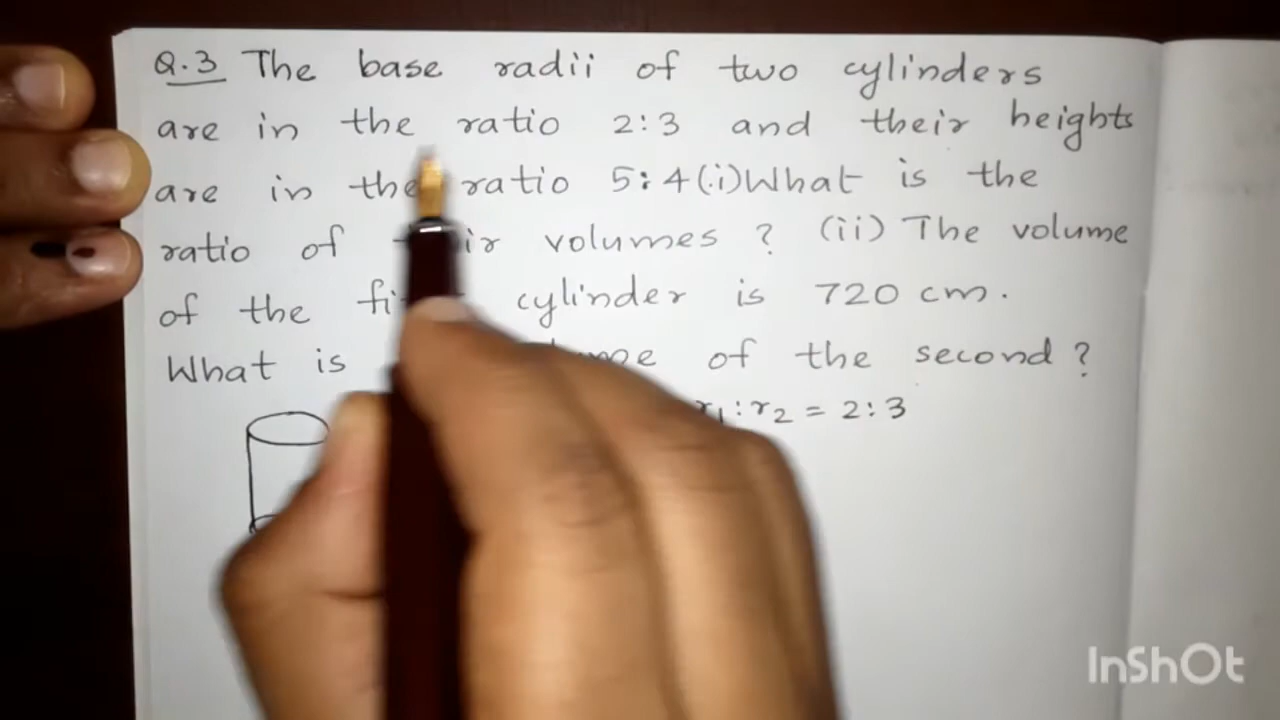 Q.3 The base radii of two cylinders
are in the ratio 2:3 and their heights
are in the ratio 5:4 (i) What is the
ratio of volumes ? (ii) The volume
of the cylinder is 720 cm.
What is of the second ?
r₁ : r₂ = 2:3
InShOt